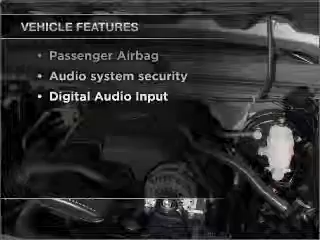 VEHICLE FEATURES
• Passenger Airbag
• Audio system security
• Digital Audio Input